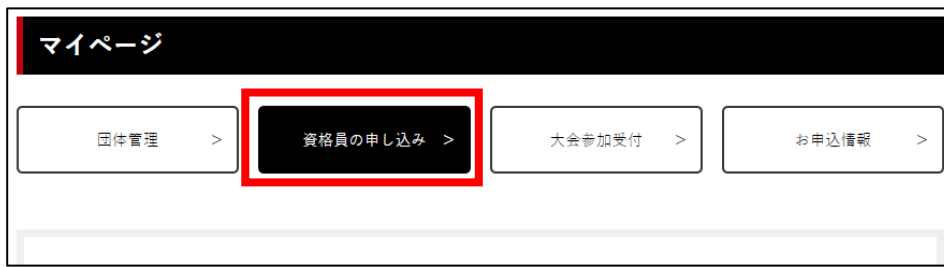 マイページ
団体管理 >
資格員の申し込み >
大会参加受付 >
お申込情報 >